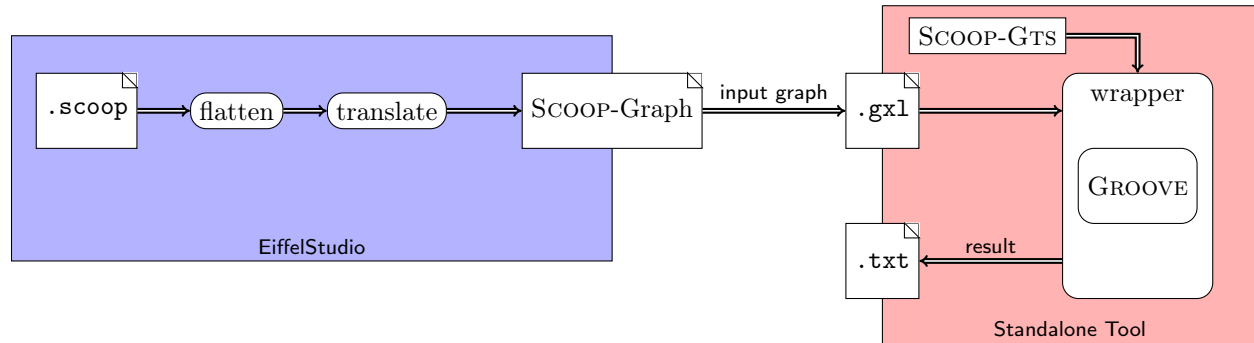 SCOOP-GTS
wrapper
.scoop
flatten
translate
SCOOP-Graph
input graph
.gxl
GROOVE
EiffelStudio
.txt
result
Standalone Tool